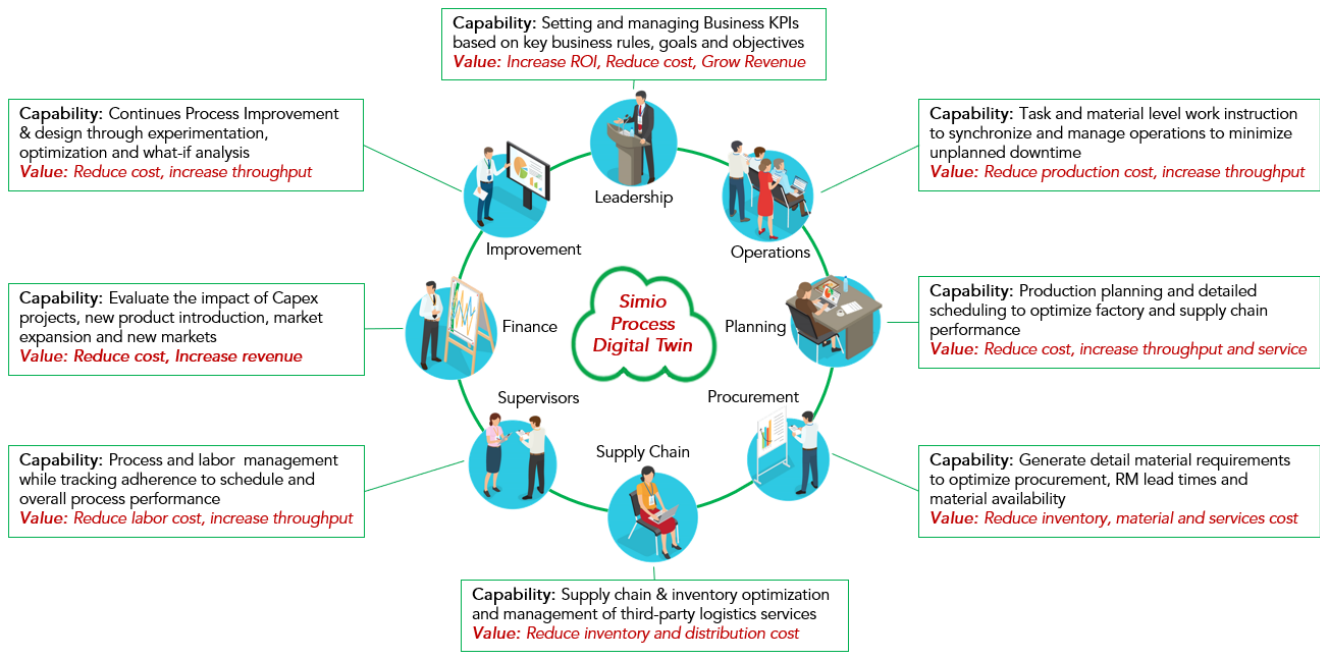 Capability: Setting and managing Business KPIs
based on key business rules, goals and objectives
Value: Increase ROI, Reduce cost, Grow Revenue
Capability: Continues Process Improvement
& design through experimentation,
optimization and what-if analysis
Value: Reduce cost, increase throughput
Capability: Task and material level work instruction
to synchronize and manage operations to minimize
unplanned downtime
Value: Reduce production cost, increase throughput
Leadership
Improvement
Operations
Capability: Evaluate the impact of Capex
projects, new product introduction, market
expansion and new markets
Value: Reduce cost, Increase revenue
Finance
Simio
Process
Digital Twin
Planning
Capability: Production planning and detailed
scheduling to optimize factory and supply chain
performance
Value: Reduce cost, increase throughput and service
Supervisors
Procurement
Supply Chain
Capability: Process and labor management
while tracking adherence to schedule and
overall process performance
Value: Reduce labor cost, increase throughput
Capability: Generate detail material requirements
to optimize procurement, RM lead times and
material availability
Value: Reduce inventory, material and services cost
Capability: Supply chain & inventory optimization
and management of third-party logistics services
Value: Reduce inventory and distribution cost